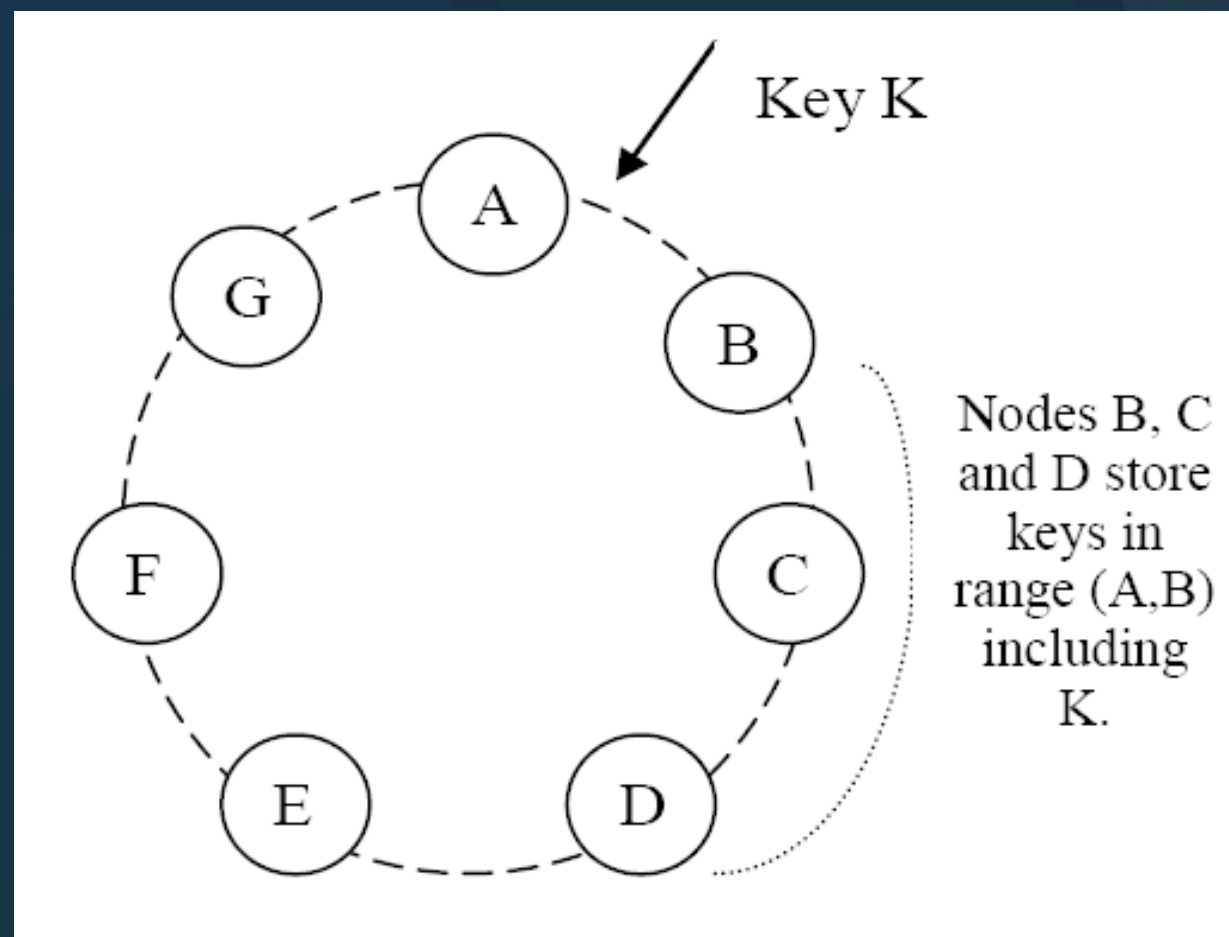 Key K
A
G
B
Nodes B, C
and D store
keys in
range (A,B)
including
K.
F
C
E
D